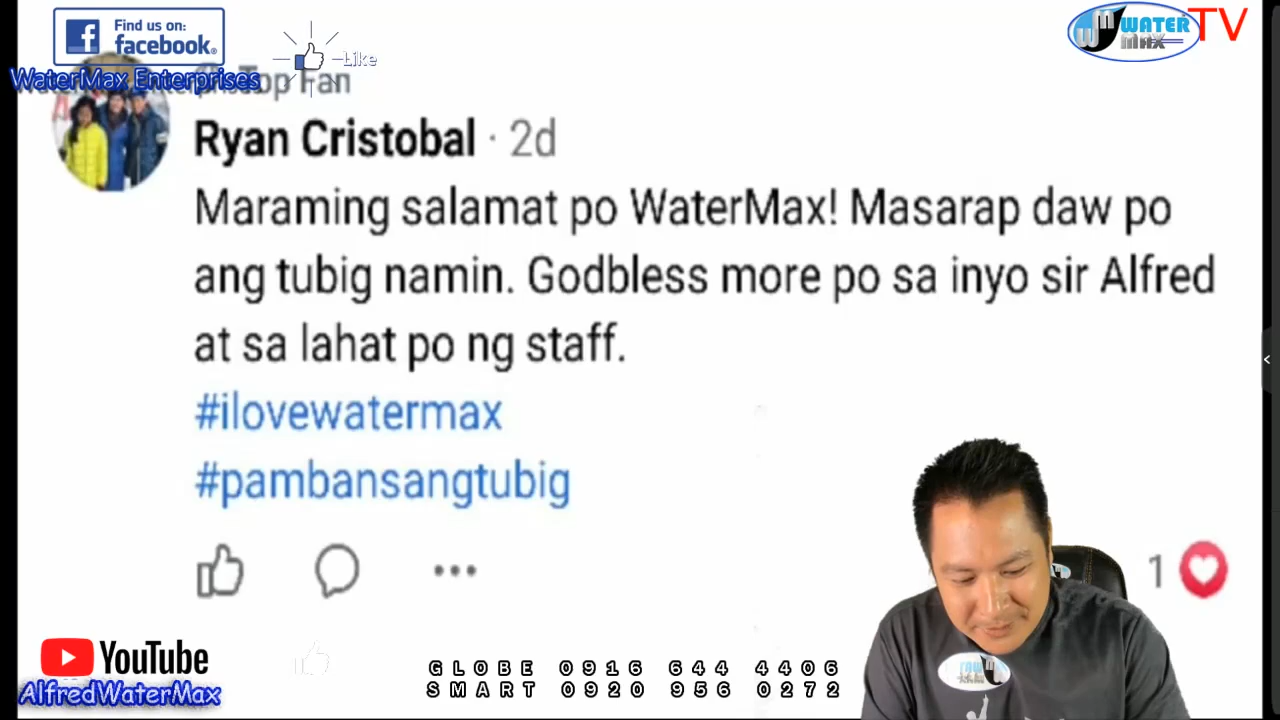 Find us on:
facebook®
Like
WATER
MAX
TV
WaterMax Enterprises
Top Fan
Ryan Cristobal · 2d
Maraming salamat po WaterMax! Masarap daw po
ang tubig namin. Godbless more po sa inyo sir Alfred
at sa lahat po ng staff.
#ilovewatermax
#pambansangtubig
1
YouTube
AlfredWaterMax
GLOBE 0916 644 4406
SMART 0920 956 0272